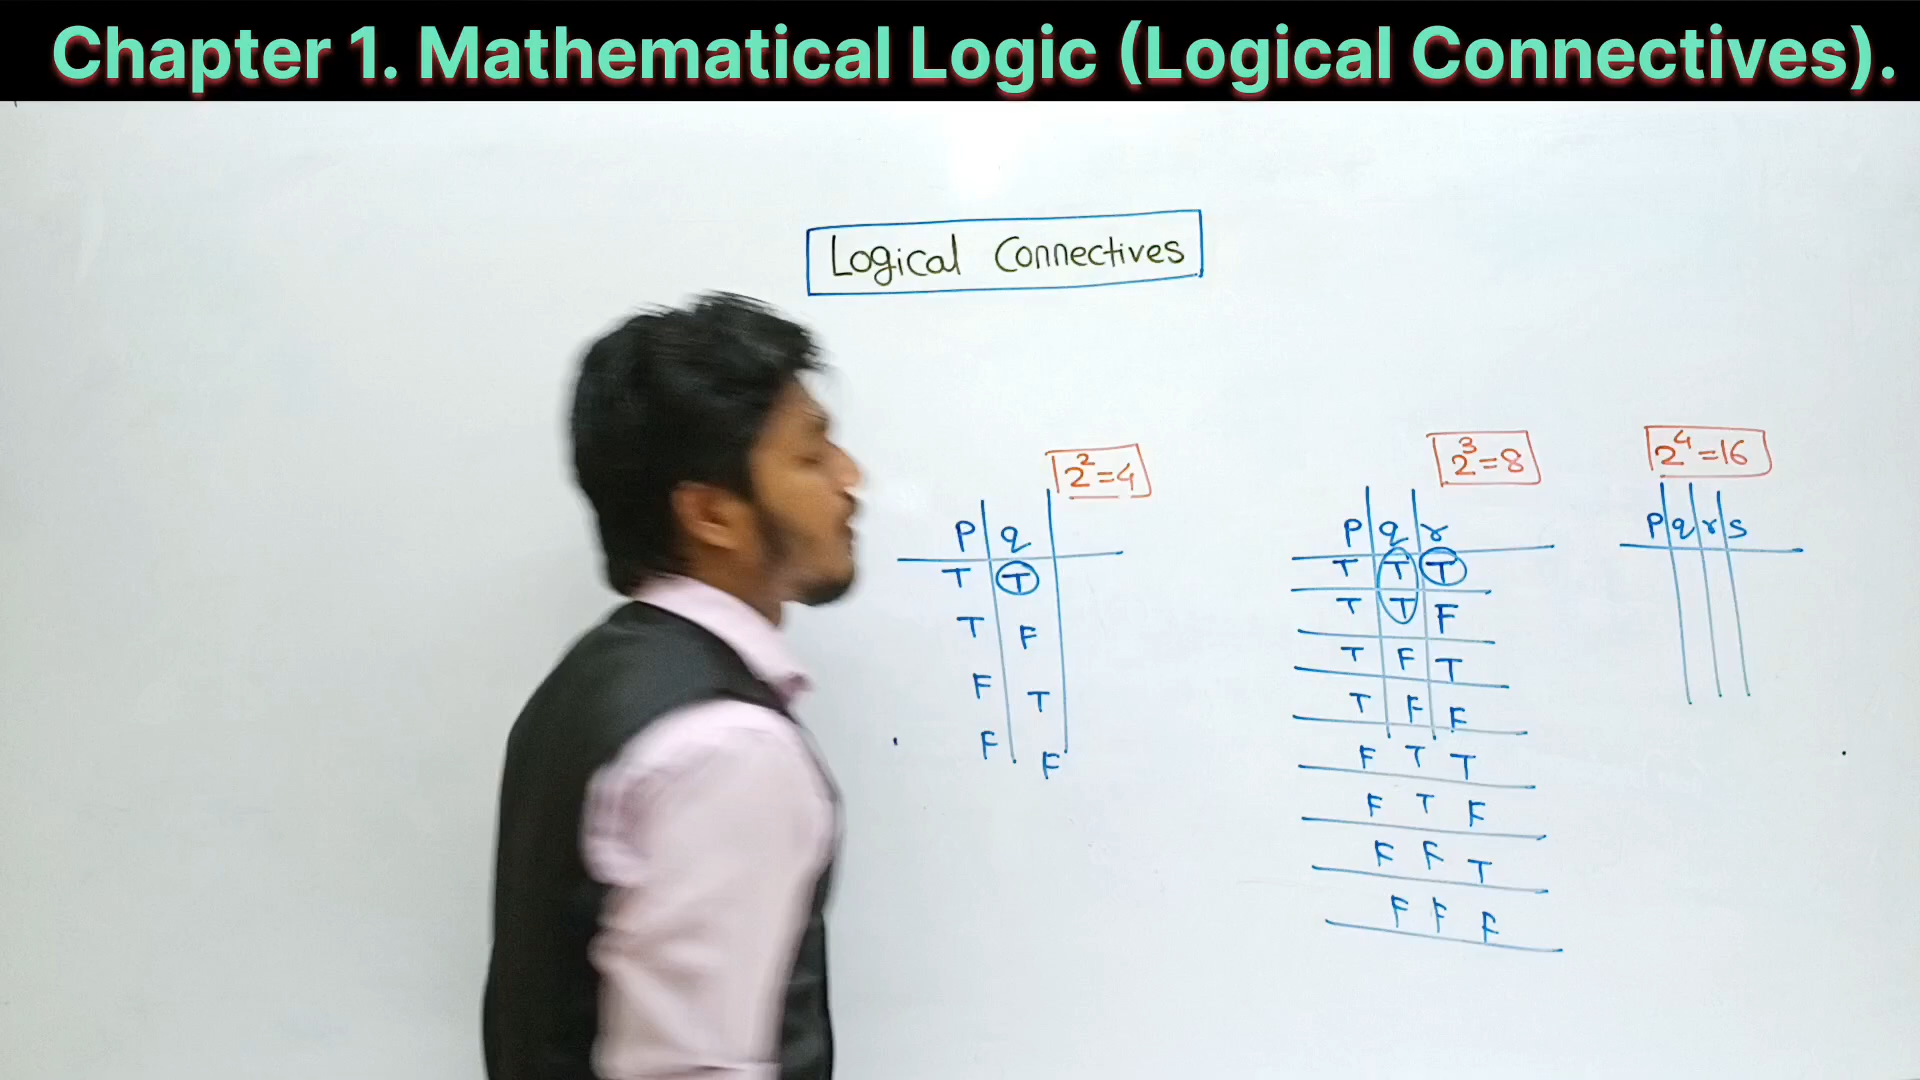 Chapter 1. Mathematical Logic (Logical Connectives).
Logical Connectives
2²=4
P q
T T
T F
F T
F F
2³=8
P q r
T T T
T T F
T F T
T F F
F T T
F T F
F F T
F F F
2⁴=16
P q r s